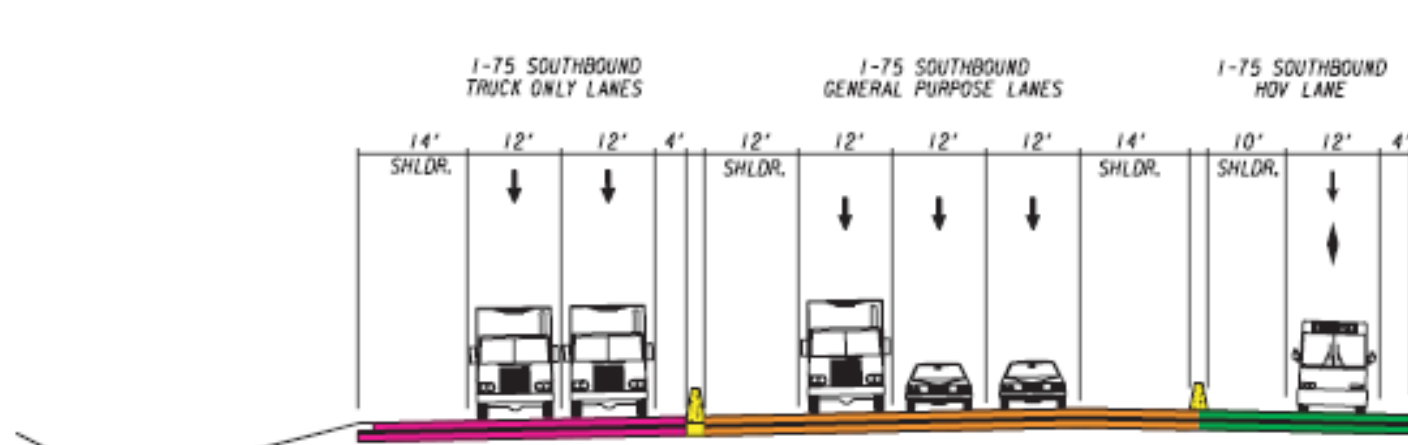 I-75 SOUTHBOUND
TRUCK ONLY LANES
I-75 SOUTHBOUND
GENERAL PURPOSE LANES
I-75 SOUTHBOUND
HOV LANE
14' 12' 12' 4' 12' 12' 12' 12' 14' 10' 12' 4'
SHLDR. SHLDR. SHLDR. SHLDR.